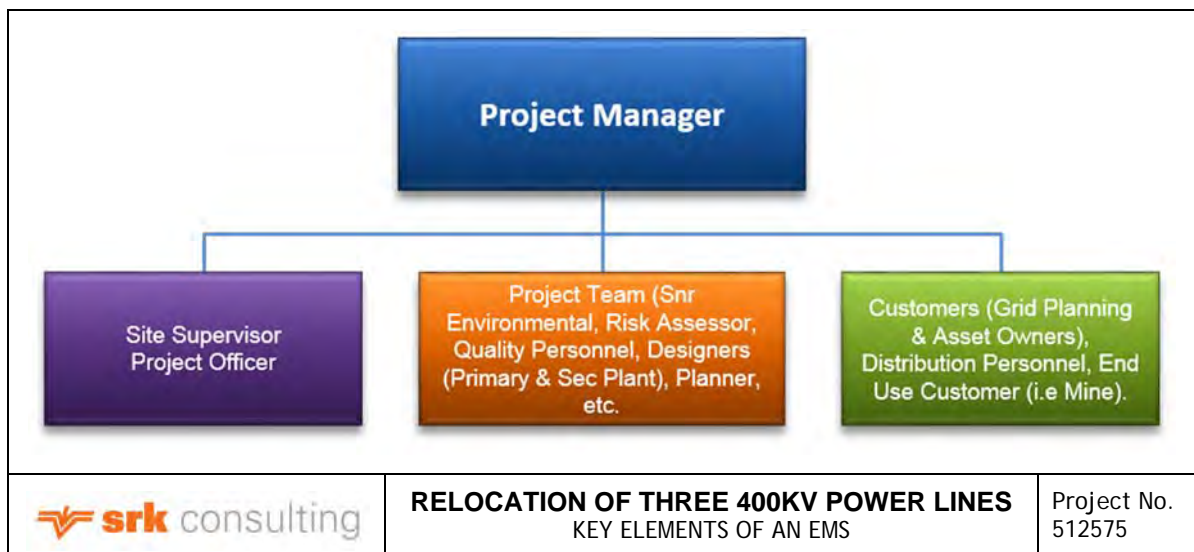 Project Manager
Site Supervisor
Project Officer
Project Team (Snr
Environmental, Risk Assessor,
Quality Personnel, Designers
(Primary & Sec Plant), Planner,
etc.
Customers (Grid Planning
& Asset Owners),
Distribution Personnel, End
Use Customer (i.e Mine).
srk consulting
RELOCATION OF THREE 400KV POWER LINES
KEY ELEMENTS OF AN EMS
Project No.
512575